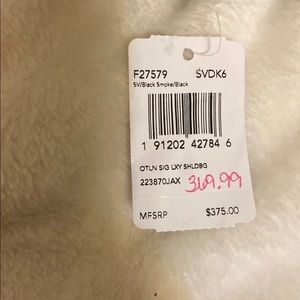 F27579 SVDK6
SV/Black Smoke/Black
1 91202 42784 6
OTLN SIG LXY SHLDBG
223870JAX 369.99
MFSRP $375.00